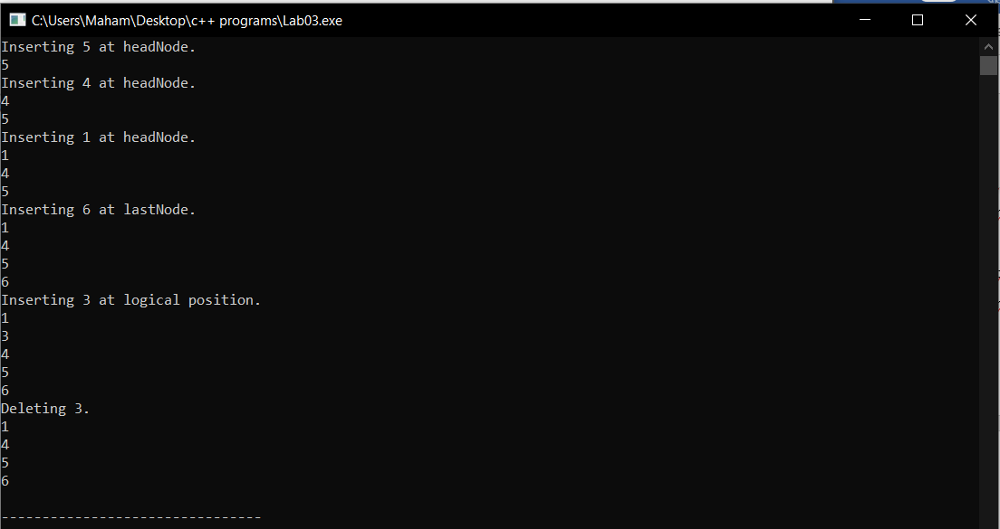 C:\Users\Maham\Desktop\c++ programs\Lab03.exe
Inserting 5 at headNode.
5
Inserting 4 at headNode.
4
5
Inserting 1 at headNode.
1
4
5
Inserting 6 at lastNode.
1
4
5
6
Inserting 3 at logical position.
1
3
4
5
6
Deleting 3.
1
4
5
6
--------------------------------